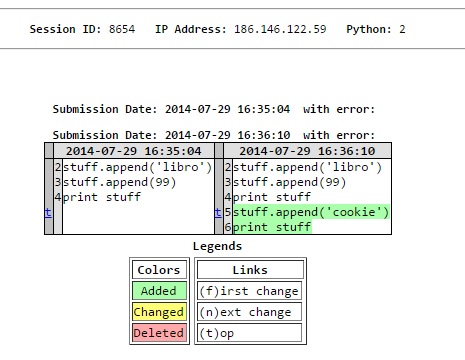 Session ID: 8654 IP Address: 186.146.122.59 Python: 2
Submission Date: 2014-07-29 16:35:04 with error:
Submission Date: 2014-07-29 16:36:10 with error:
2014-07-29 16:35:04 2014-07-29 16:36:10
2 stuff.append('libro') 2 stuff.append('libro')
3 stuff.append(99) 3 stuff.append(99)
4 print stuff 4 print stuff
t t 5 stuff.append('cookie')
6 print stuff
Legends
Colors Links
Added (f)irst change
Changed (n)ext change
Deleted (t)op